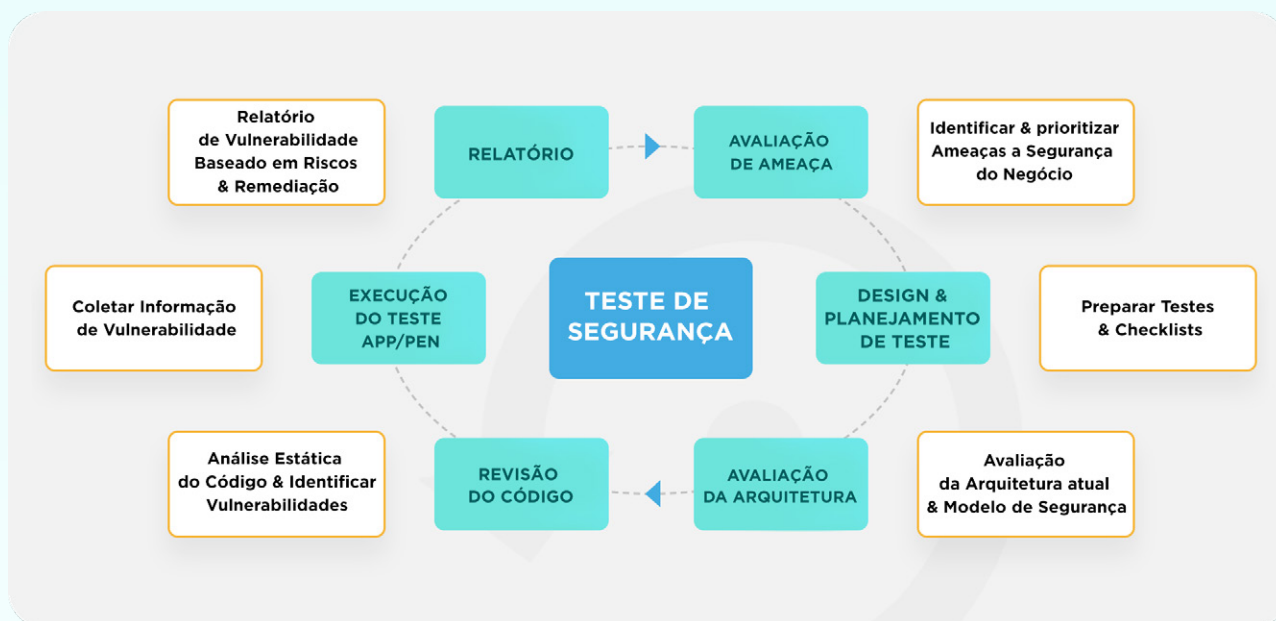 Relatório
de Vulnerabilidade
Baseado em Riscos
& Remediação
RELATÓRIO
AVALIAÇÃO
DE AMEAÇA
Identificar & prioritizar
Ameaças a Segurança
do Negócio
Coletar Informação
de Vulnerabilidade
EXECUÇÃO
DO TESTE
APP/PEN
TESTE DE
SEGURANÇA
DESIGN &
PLANEJAMENTO
DE TESTE
Preparar Testes
& Checklists
Análise Estática
do Código & Identificar
Vulnerabilidades
REVISÃO
DO CÓDIGO
AVALIAÇÃO
DA ARQUITETURA
Avaliação
da Arquitetura atual
& Modelo de Segurança